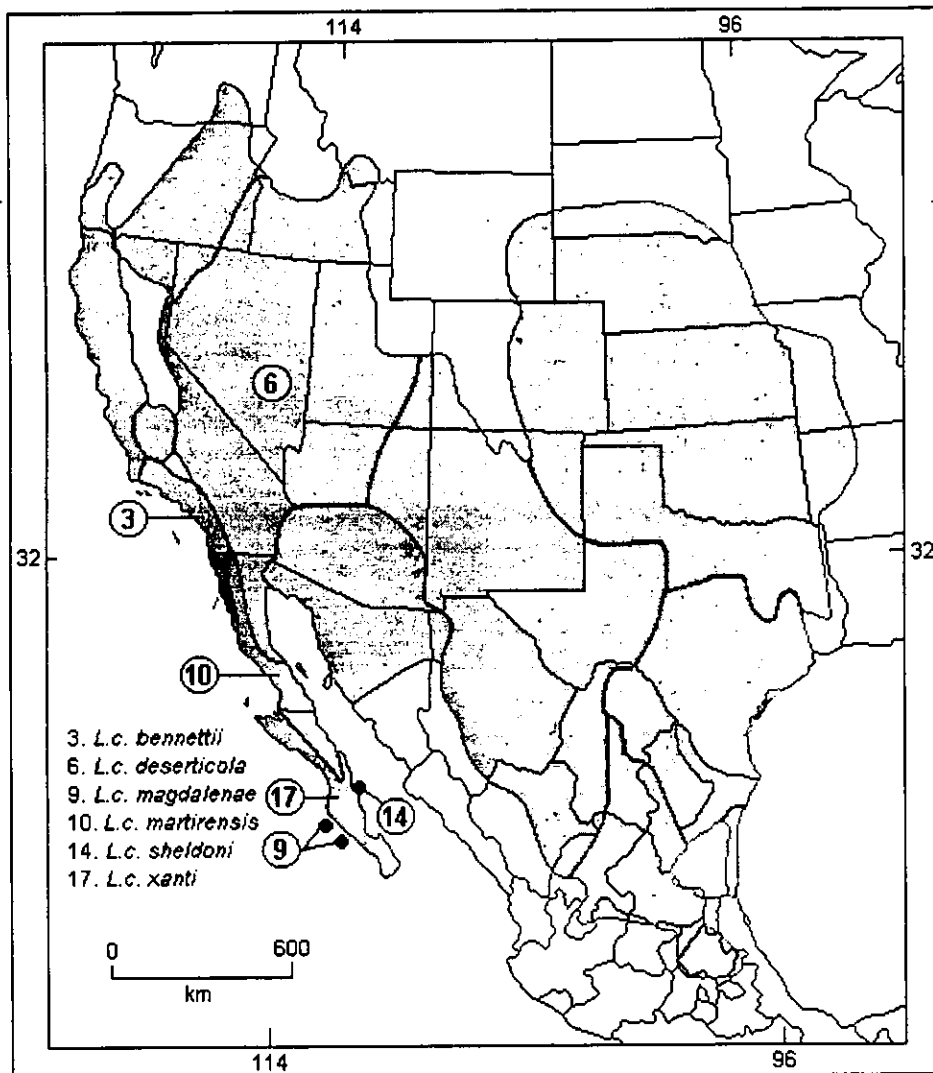 114 96
6
3
32 32
10
3. L.c. bennettii
6. L.c. deserticola
9. L.c. magdalenae
10. L.c. martirensis
14. L.c. sheldoni
17. L.c. xanti
17
14
9
0 600
km
114 96